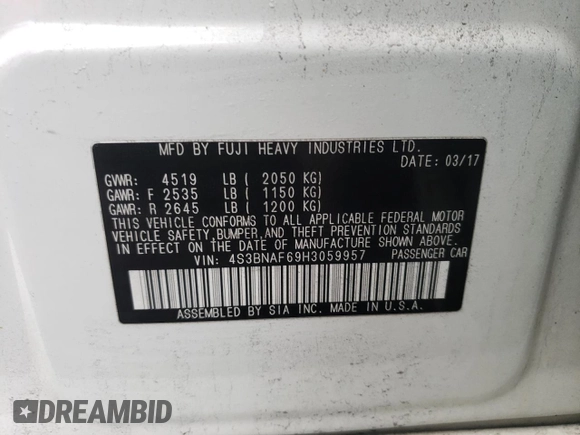 MFD BY FUJI HEAVY INDUSTRIES LTD.
DATE: 03/17
GVWR: 4519 LB ( 2050 KG)
GAWR: F 2535 LB ( 1150 KG)
GAWR: R 2645 LB ( 1200 KG)
THIS VEHICLE CONFORMS TO ALL APPLICABLE FEDERAL MOTOR
VEHICLE SAFETY,BUMPER,AND THEFT PREVENTION STANDARDS
IN EFFECT ON THE DATE OF MANUFACTURE SHOWN ABOVE.
VIN: 4S3BNAF69H3059957 PASSENGER CAR
ASSEMBLED BY SIA INC. MADE IN U.S.A.
DREAMBID